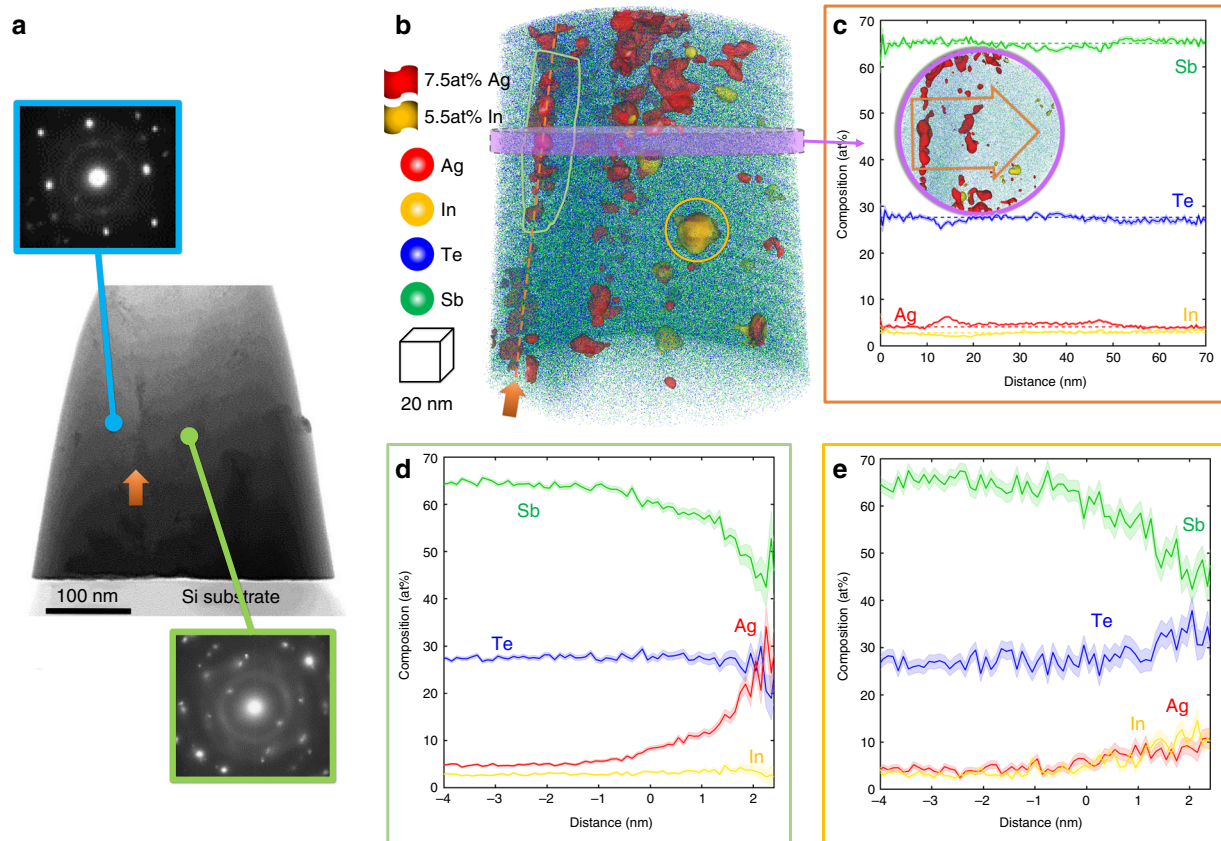 a
100 nm
Si substrate
b
7.5at% Ag
5.5at% In
Ag
In
Te
Sb
20 nm
c
70
60
50
40
30
20
10
0
Composition (at%)
Sb
Te
Ag
In
0 10 20 30 40 50 60 70
Distance (nm)
d
70
60
50
40
30
20
10
0
Composition (at%)
Sb
Te
Ag
In
–4 –3 –2 –1 0 1 2
Distance (nm)
e
70
60
50
40
30
20
10
0
Composition (at%)
Sb
Te
Ag
In
–4 –3 –2 –1 0 1 2
Distance (nm)